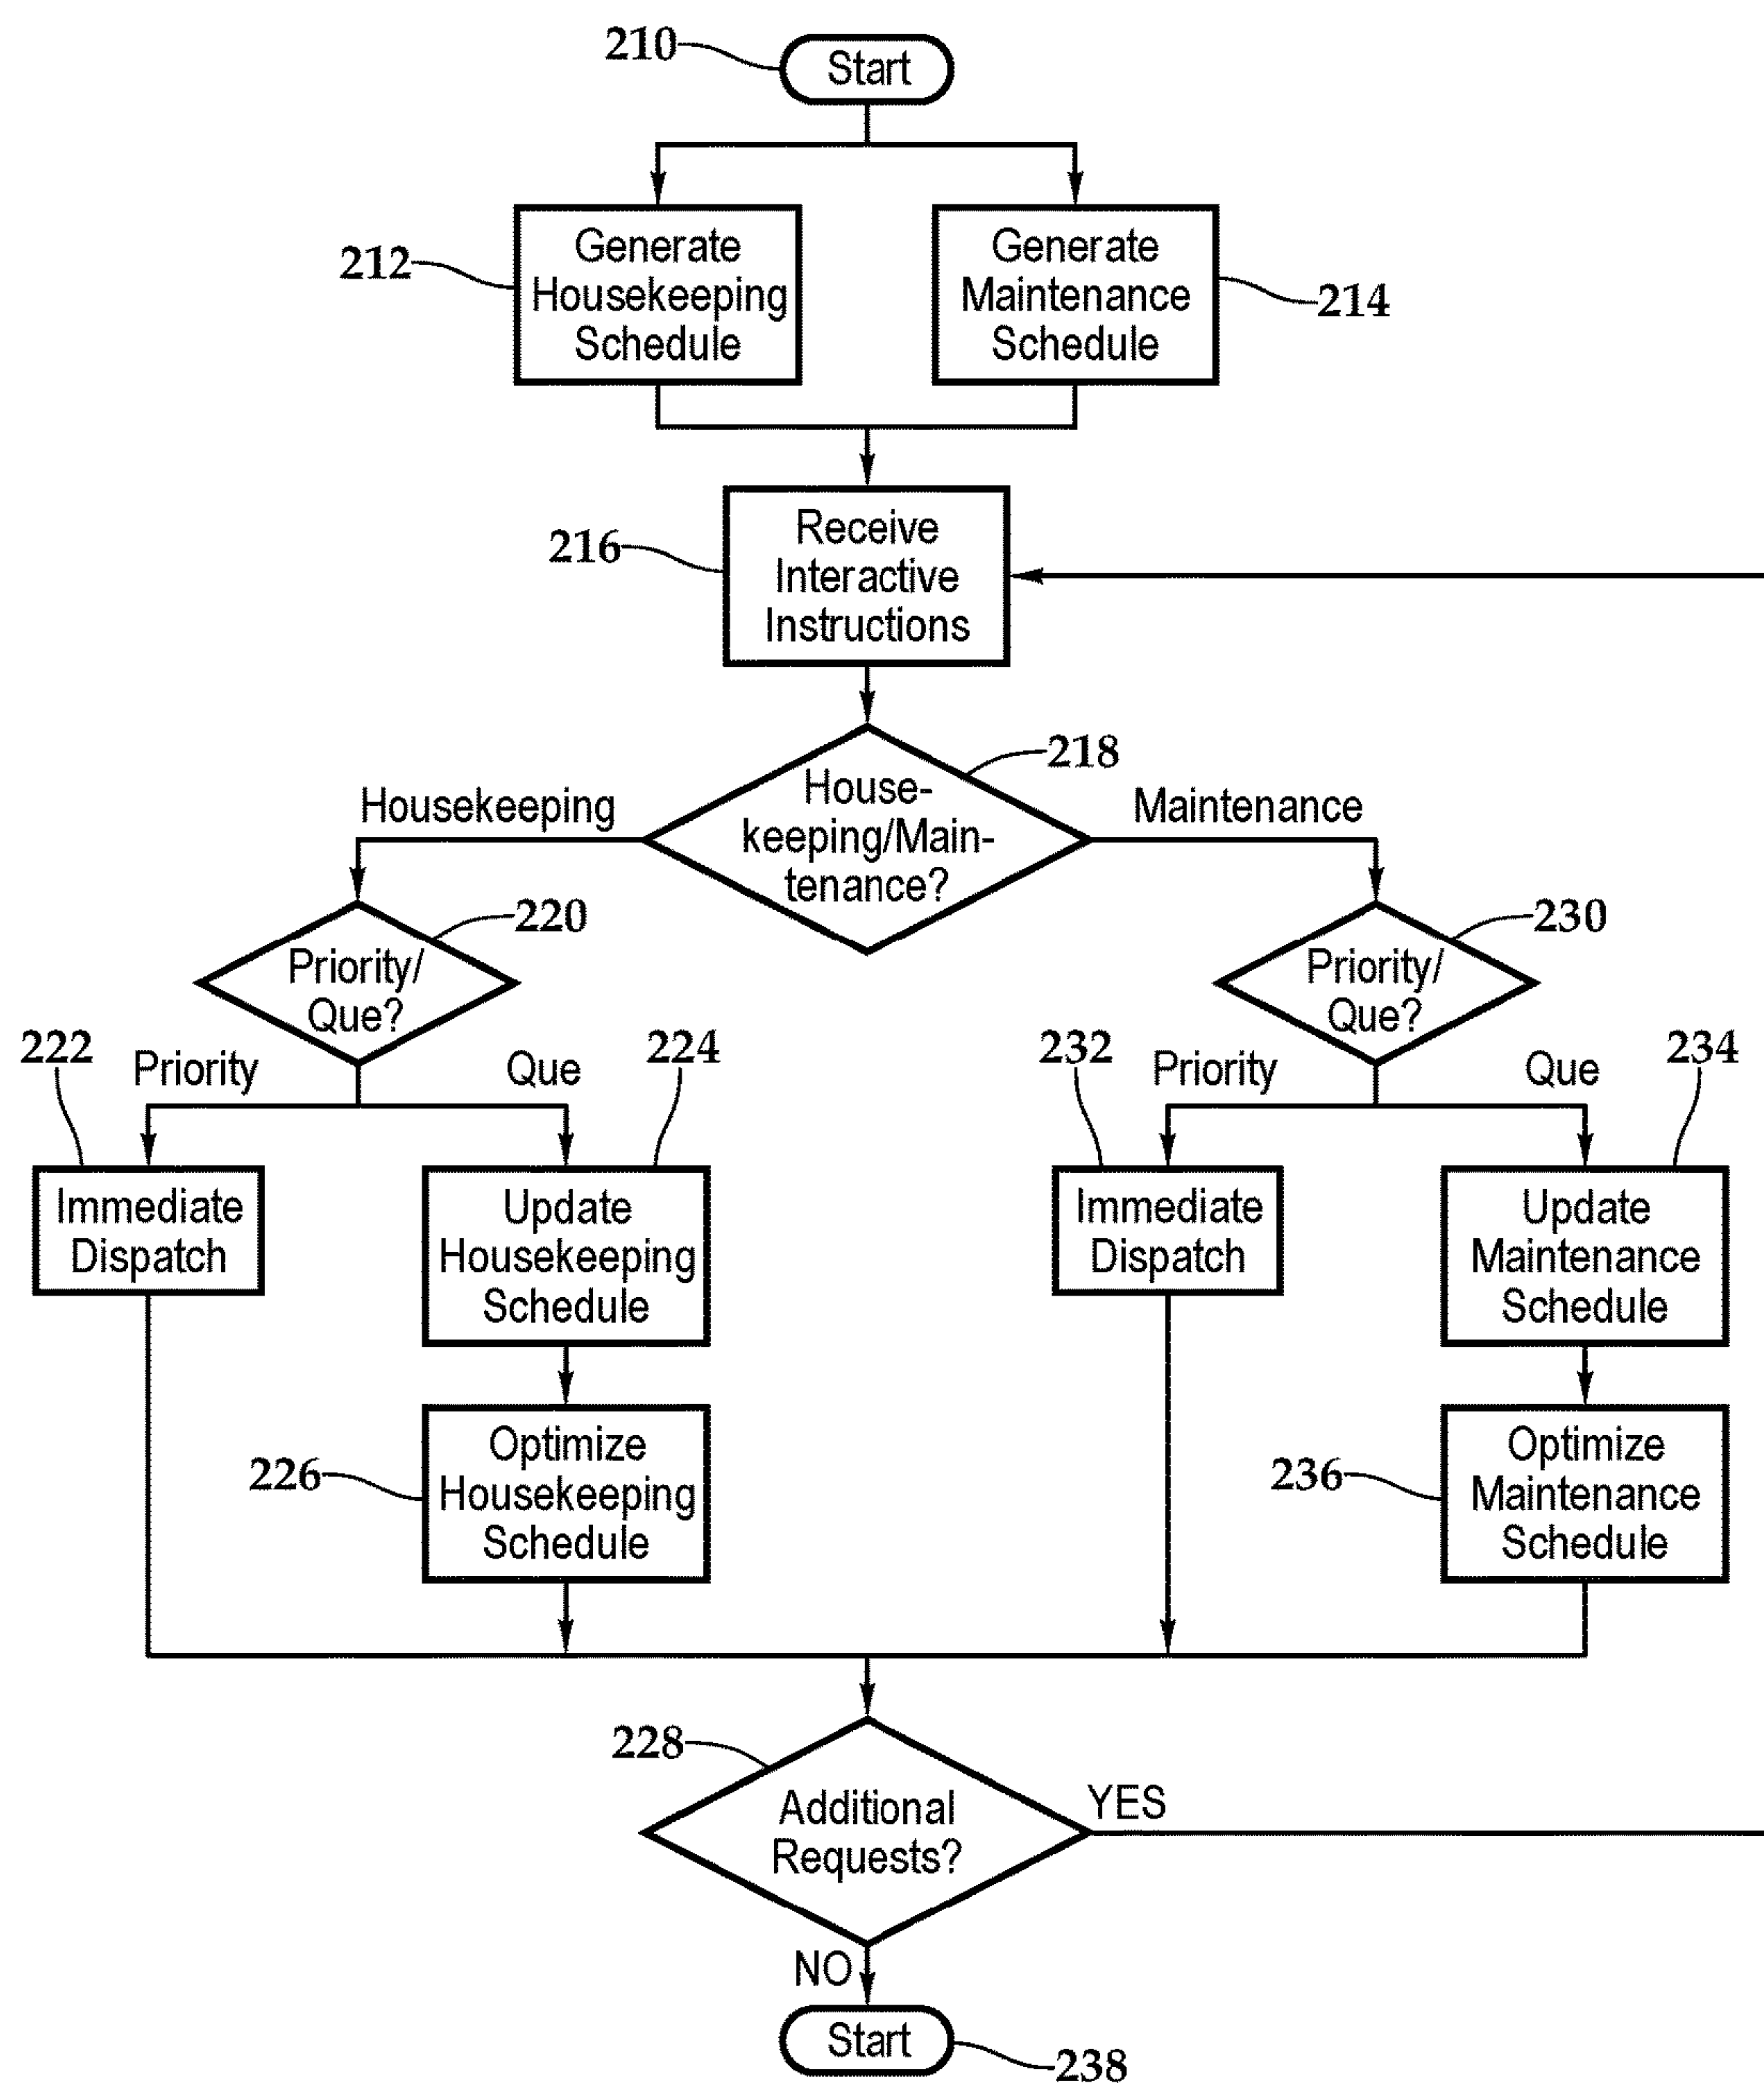 210
Start
212
Generate
Housekeeping
Schedule
Generate
Maintenance
Schedule
214
216
Receive
Interactive
Instructions
218
House-
keeping/Main-
tenance?
Housekeeping
Maintenance
220
Priority/
Que?
230
Priority/
Que?
222
Priority
Que
224
232
Priority
Que
234
Immediate
Dispatch
Update
Housekeeping
Schedule
Immediate
Dispatch
Update
Maintenance
Schedule
226
Optimize
Housekeeping
Schedule
236
Optimize
Maintenance
Schedule
228
Additional
Requests?
YES
NO
Start
238